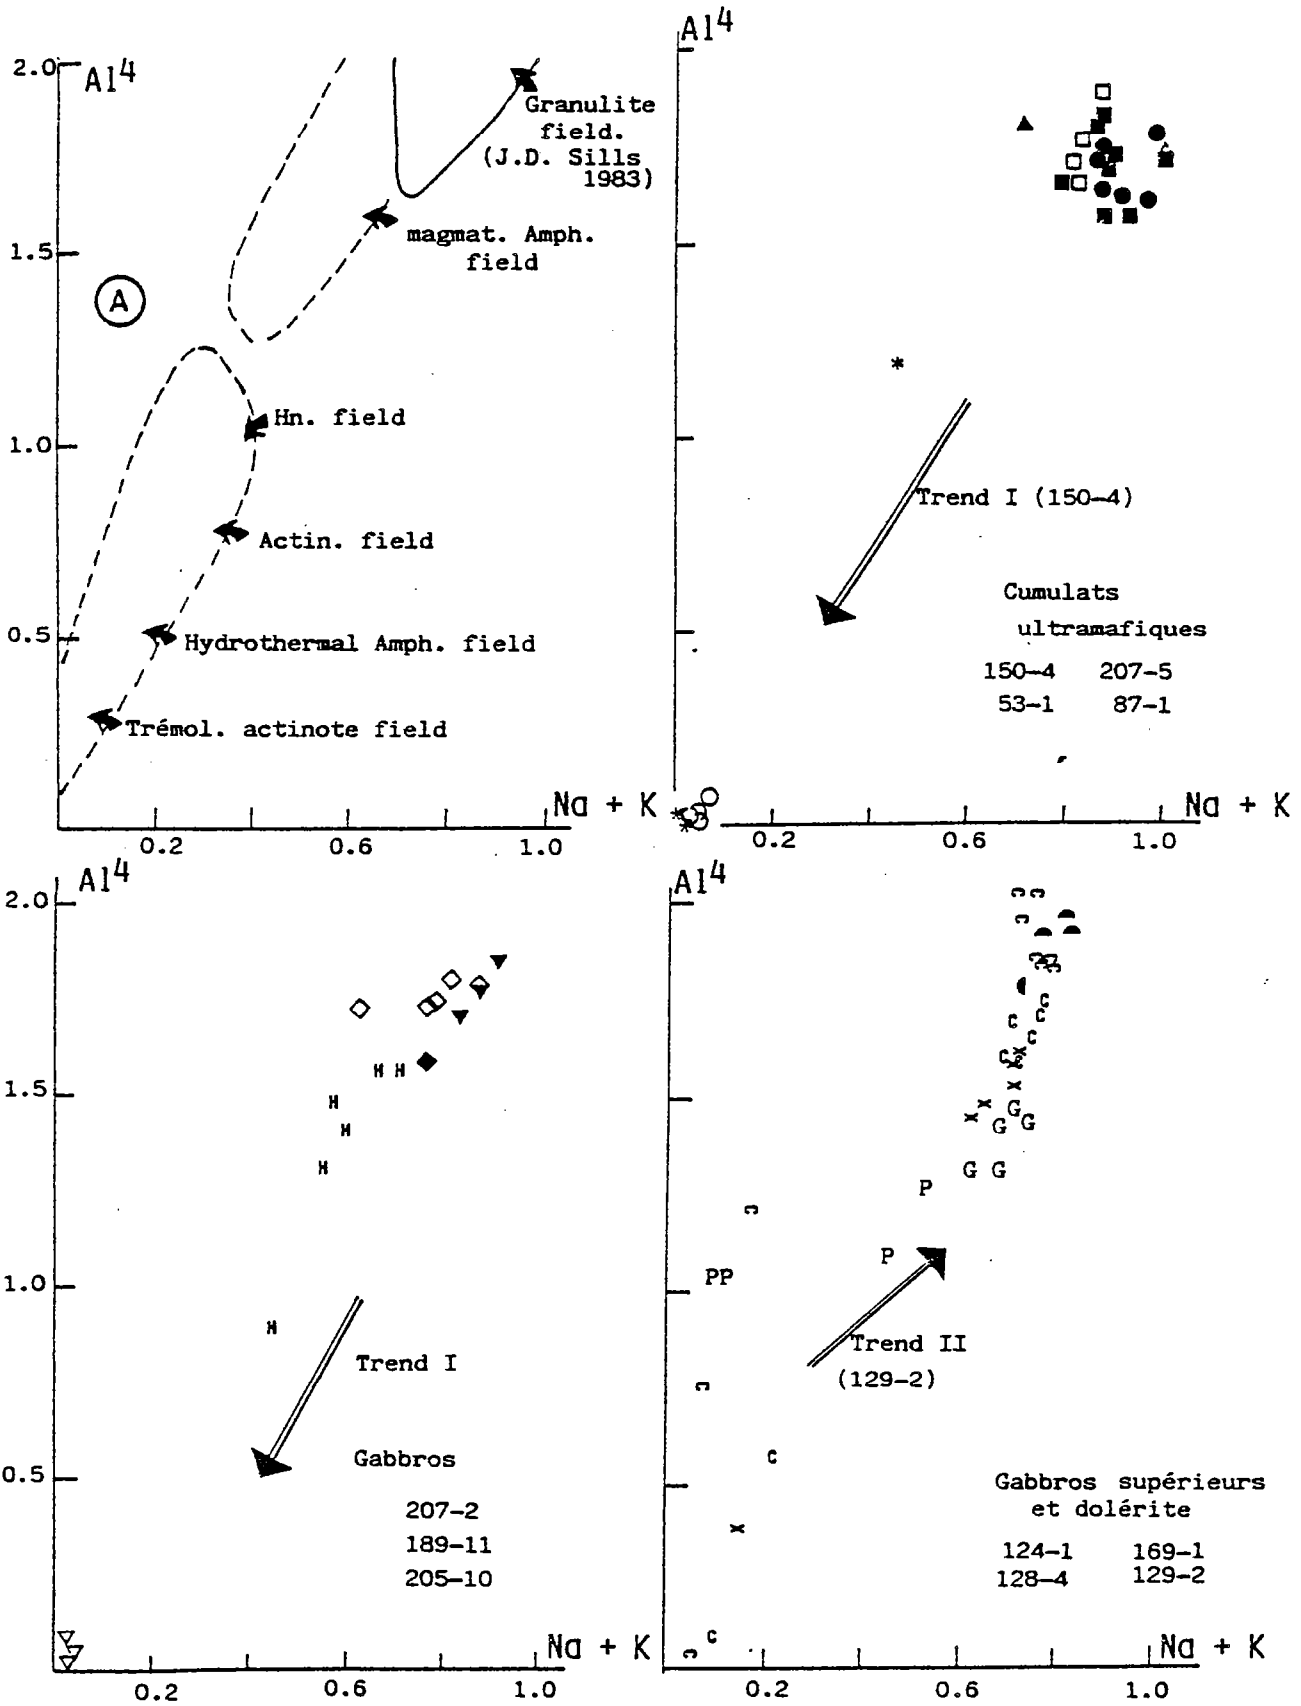 Al4
2.0
Granulite
field.
(J.D. Sills
1983)
magmat. Amph.
field
1.5
A
Hn. field
1.0
Actin. field
0.5
Hydrothermal Amph. field
Trémol. actinote field
Na + K
0.2
0.6
1.0
Al4
*
Trend I (150-4)
Cumulats
ultramafiques
150-4 207-5
53-1 87-1
Na + K
0.2
0.6
1.0
Al4
2.0
H H
1.5
H
H
H
1.0
H
Trend I
Gabbros
0.5
207-2
189-11
205-10
Na + K
0.2
0.6
1.0
Al4
C C
C
C
C
C
C
C
C
C
C X
X
X
X X
G
G G
G G
P
C
P
PP
Trend II
(129-2)
C
C
X
Gabbros supérieurs
et dolérite
124-1 169-1
128-4 129-2
C
C
Na + K
0.2
0.6
1.0